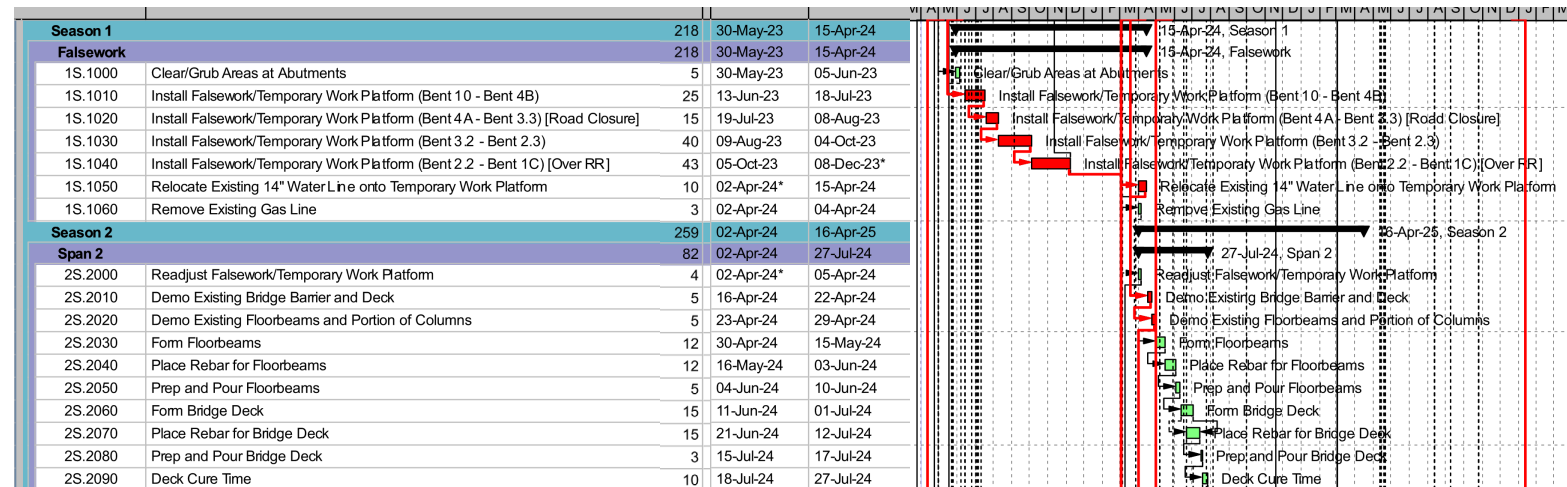 M A M J J A S O N D J F M A M J J A S O N D J F M A M J J A S O N D J F M
Season 1 218 30-May-23 15-Apr-24 15-Apr-24, Season 1
Falsework 218 30-May-23 15-Apr-24 15-Apr-24, Falsework
1S.1000 Clear/Grub Areas at Abutments 5 30-May-23 05-Jun-23 Clear/Grub Areas at Abutments
1S.1010 Install Falsework/Temporary Work Platform (Bent 10 - Bent 4B) 25 13-Jun-23 18-Jul-23 Install Falsework/Temporary Work Platform (Bent 10 - Bent 4B)
1S.1020 Install Falsework/Temporary Work Platform (Bent 4A - Bent 3.3) [Road Closure] 15 19-Jul-23 08-Aug-23 Install Falsework/Temporary Work Platform (Bent 4A - Bent 3.3) [Road Closure]
1S.1030 Install Falsework/Temporary Work Platform (Bent 3.2 - Bent 2.3) 40 09-Aug-23 04-Oct-23 Install Falsework/Temporary Work Platform (Bent 3.2 - Bent 2.3)
1S.1040 Install Falsework/Temporary Work Platform (Bent 2.2 - Bent 1C) [Over RR] 43 05-Oct-23 08-Dec-23* Install Falsework/Temporary Work Platform (Bent 2.2 - Bent 1C) [Over RR]
1S.1050 Relocate Existing 14" Water Line onto Temporary Work Platform 10 02-Apr-24* 15-Apr-24 Relocate Existing 14" Water Line onto Temporary Work Platform
1S.1060 Remove Existing Gas Line 3 02-Apr-24 04-Apr-24 Remove Existing Gas Line
Season 2 259 02-Apr-24 16-Apr-25 16-Apr-25, Season 2
Span 2 82 02-Apr-24 27-Jul-24 27-Jul-24, Span 2
2S.2000 Readjust Falsework/Temporary Work Platform 4 02-Apr-24* 05-Apr-24 Readjust Falsework/Temporary Work Platform
2S.2010 Demo Existing Bridge Barrier and Deck 5 16-Apr-24 22-Apr-24 Demo Existing Bridge Barrier and Deck
2S.2020 Demo Existing Floorbeams and Portion of Columns 5 23-Apr-24 29-Apr-24 Demo Existing Floorbeams and Portion of Columns
2S.2030 Form Floorbeams 12 30-Apr-24 15-May-24 Form Floorbeams
2S.2040 Place Rebar for Floorbeams 12 16-May-24 03-Jun-24 Place Rebar for Floorbeams
2S.2050 Prep and Pour Floorbeams 5 04-Jun-24 10-Jun-24 Prep and Pour Floorbeams
2S.2060 Form Bridge Deck 15 11-Jun-24 01-Jul-24 Form Bridge Deck
2S.2070 Place Rebar for Bridge Deck 15 21-Jun-24 12-Jul-24 Place Rebar for Bridge Deck
2S.2080 Prep and Pour Bridge Deck 3 15-Jul-24 17-Jul-24 Prep and Pour Bridge Deck
2S.2090 Deck Cure Time 10 18-Jul-24 27-Jul-24 Deck Cure Time